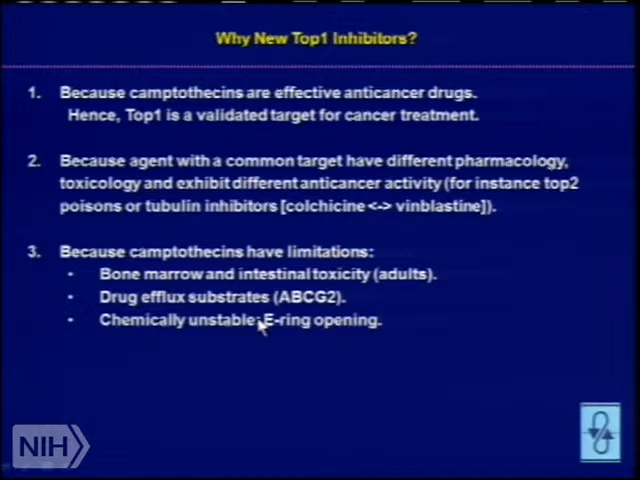 Why New Top1 Inhibitors?
1. Because camptothecins are effective anticancer drugs.
Hence, Top1 is a validated target for cancer treatment.
2. Because agent with a common target have different pharmacology,
toxicology and exhibit different anticancer activity (for instance top2
poisons or tubulin inhibitors [colchicine <-> vinblastine]).
3. Because camptothecins have limitations:
• Bone marrow and intestinal toxicity (adults).
• Drug efflux substrates (ABCG2).
• Chemically unstable: E-ring opening.
NIH